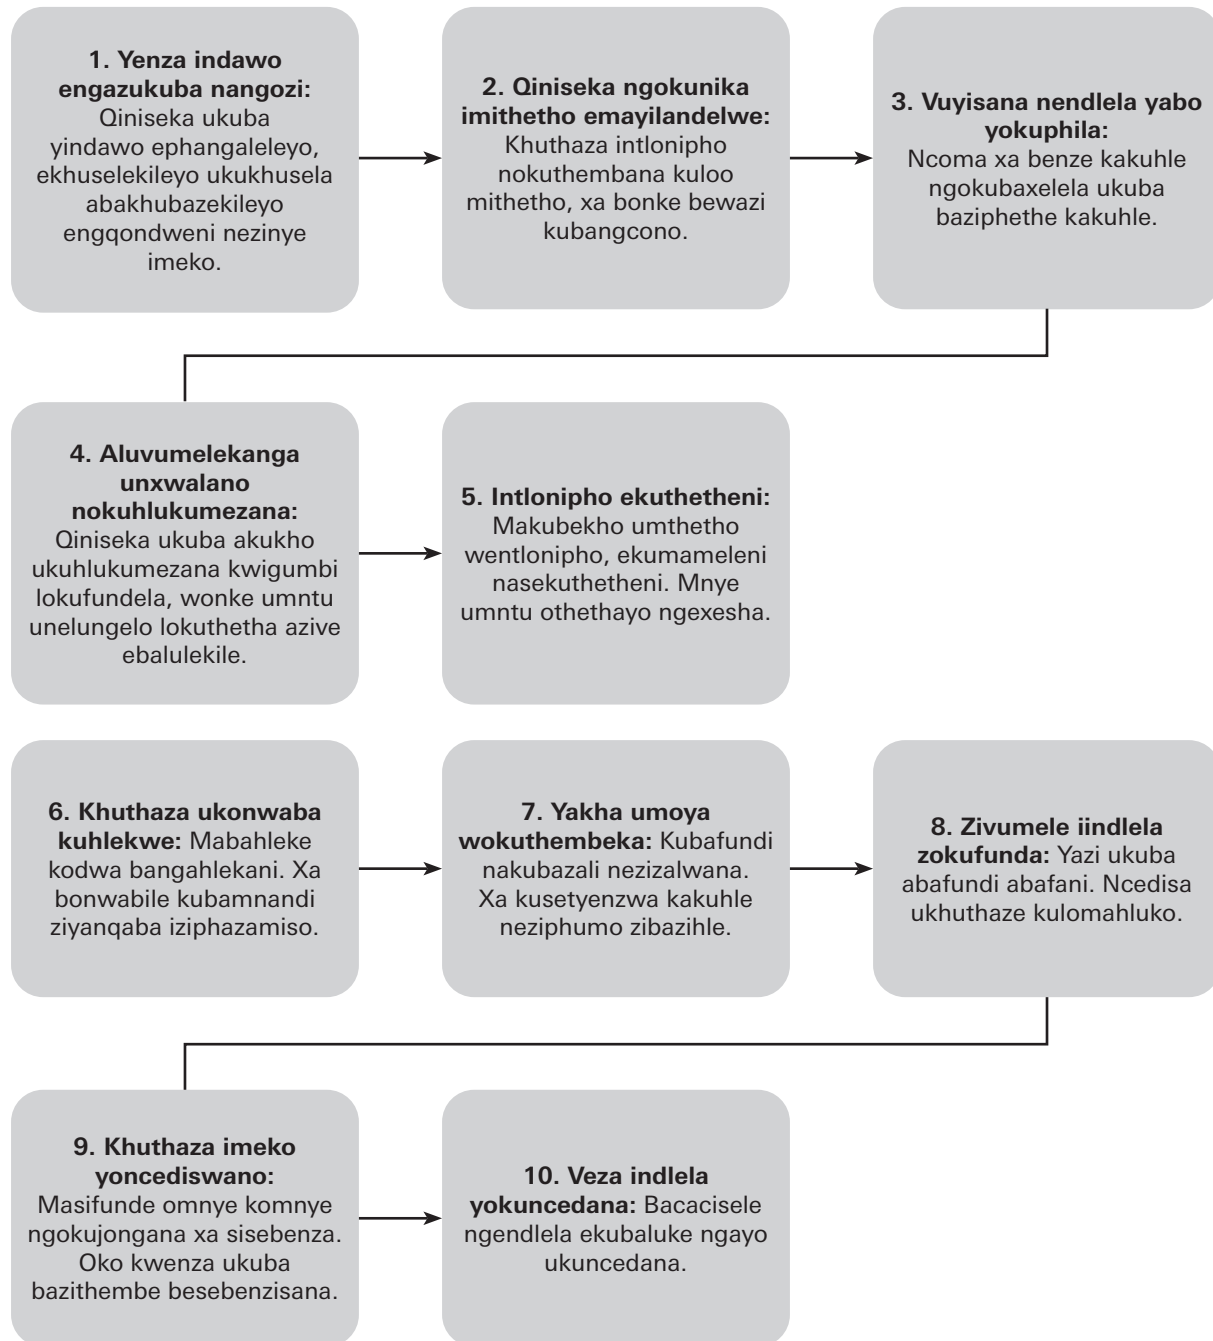 1. Yenza indawo
engazukuba nangozi:
Qiniseka ukuba
yindawo ephangaleleyo,
ekhuselekileyo ukukhusela
abakhubazekileyo
engqondweni nezinye
imeko.
2. Qiniseka ngokunika
imithetho emayilandelwe:
Khuthaza intlonipho
nokuthembana kuloo
mithetho, xa bonke bewazi
kubangcono.
3. Vuyisana nendlela yabo
yokuphila:
Ncoma xa benze kakuhle
ngokubaxelela ukuba
baziphethe kakuhle.
4. Aluvumelekanga
unxwalano
nokuhlukumezana:
Qiniseka ukuba akukho
ukuhlukumezana kwigumbi
lokufundela, wonke umntu
unelungelo lokuthetha azive
ebalulekile.
5. Intlonipho ekuthetheni:
Makubekho umthetho
wentlonipho, ekumameleni
nasekuthetheni. Mnye
umntu othethayo ngexesha.
6. Khuthaza ukonwaba
kuhlekwe: Mabahleke
kodwa bangahlekani. Xa
bonwabile kubamnandi
ziyanqaba iziphazamiso.
7. Yakha umoya
wokuthembeka: Kubafundi
nakubazali nezizalwana.
Xa kusetyenzwa kakuhle
neziphumo zibazihle.
8. Zivumele iindlela
zokufunda: Yazi ukuba
abafundi abafani. Ncedisa
ukhuthaze kulomahluko.
9. Khuthaza imeko
yoncediswano:
Masifunde omnye komnye
ngokujongana xa sisebenza.
Oko kwenza ukuba
bazithembe besebenzisana.
10. Veza indlela
yokuncedana: Bacacisele
ngendlela ekubaluke ngayo
ukuncedana.